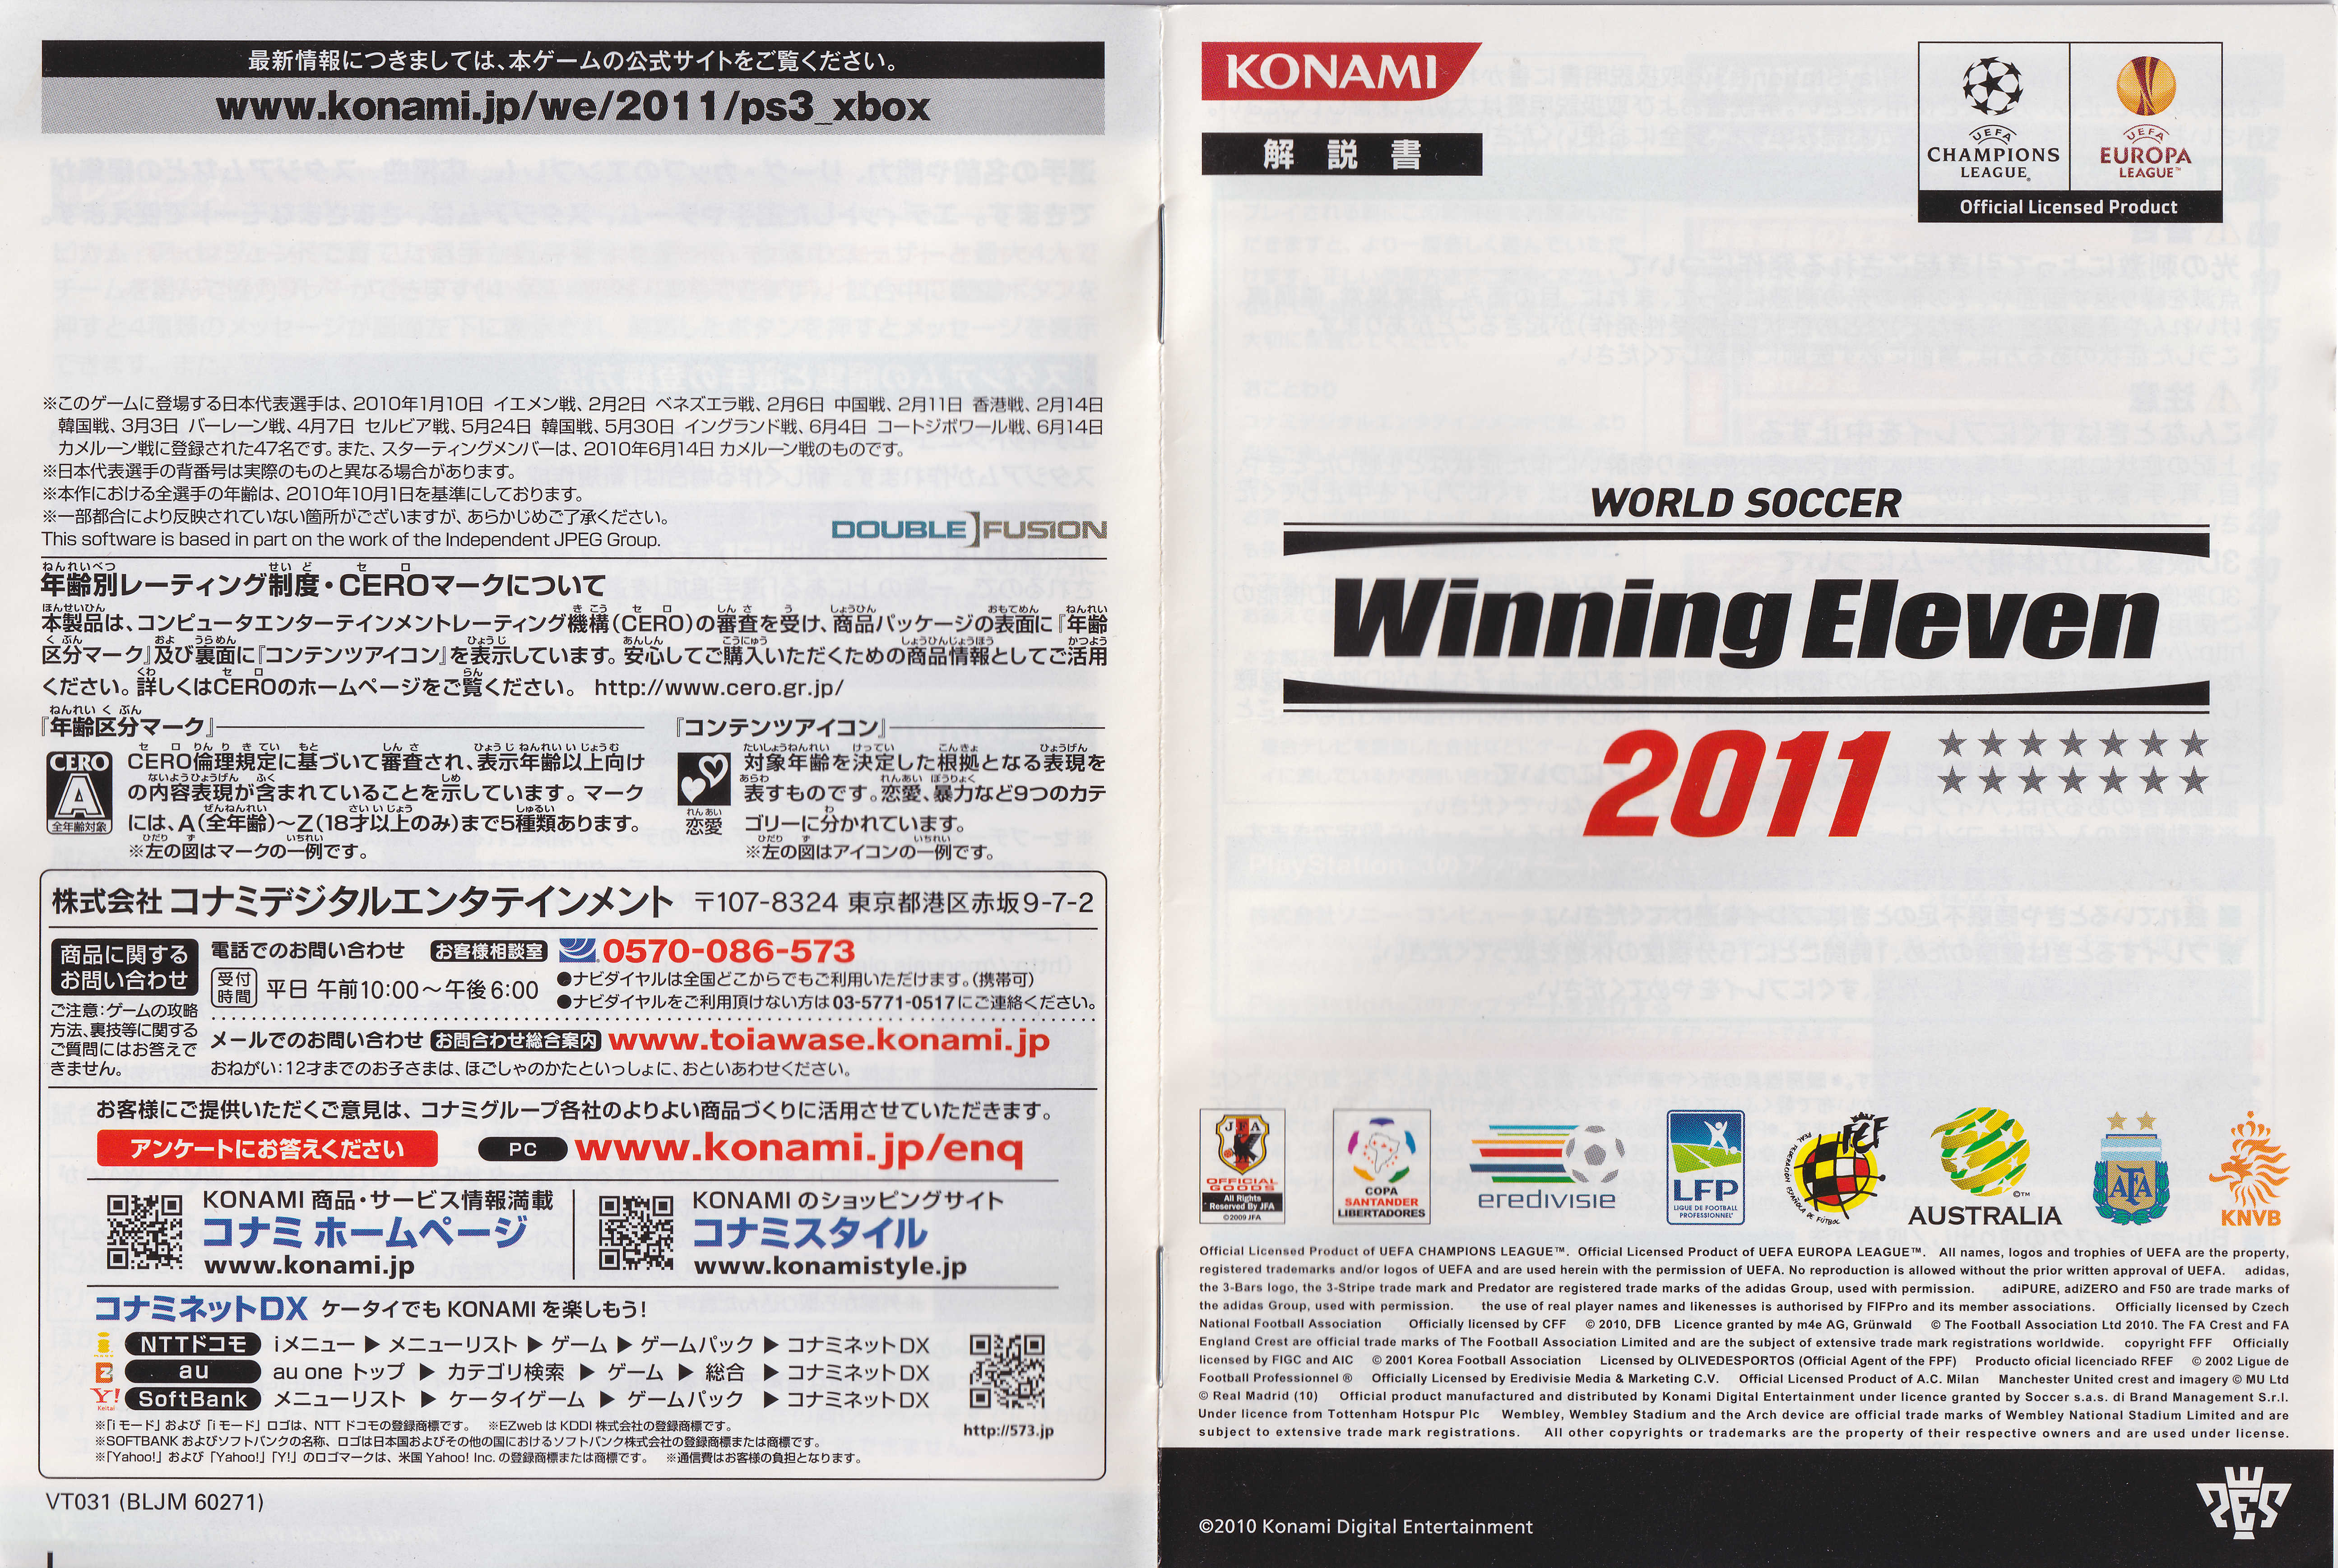 最新情報につきましては、本ゲームの公式サイトをご覧ください。
www.konami.jp/we/2011/ps3_xbox
※このゲームに登場する日本代表選手は、2010年1月10日 イエメン戦、2月2日 ベネズエラ戦、2月6日 中国戦、2月11日 香港戦、2月14日
韓国戦、3月3日 バーレーン戦、4月7日 セルビア戦、5月24日 韓国戦、5月30日 イングランド戦、6月4日 コートジボワール戦、6月14日
カメルーン戦に登録された47名です。また、スターティングメンバーは、2010年6月14日 カメルーン戦のものです。
※日本代表選手の背番号は実際のものと異なる場合があります。
※本作における全選手の年齢は、2010年10月1日を基準にしております。
※一部都合により反映されていない箇所がございますが、あらかじめご了承ください。
This software is based in part on the work of the Independent JPEG Group.
DOUBLE FUSION
年齢別レーティング制度・CEROマークについて
本製品は、コンピュータエンターテインメントレーティング機構(CERO)の審査を受け、商品パッケージの表面に『年齢
区分マーク』及び裏面に『コンテンツアイコン』を表示しています。安心してご購入いただくための商品情報としてご活用
ください。詳しくはCEROのホームページをご覧ください。 http://www.cero.gr.jp/
『年齢区分マーク』
CERO
A
全年齢対象
CERO倫理規定に基づいて審査され、表示年齢以上向け
の内容表現が含まれていることを示しています。マーク
には、A(全年齢)～Z(18才以上のみ)まで5種類あります。
※左の図はマークの一例です。
『コンテンツアイコン』
恋愛
対象年齢を決定した根拠となる表現を
表すものです。恋愛、暴力など9つのカテ
ゴリーに分かれています。
※左の図はアイコンの一例です。
株式会社 コナミデジタルエンタテインメント 〒107-8324 東京都港区赤坂9-7-2
商品に関する
お問い合わせ
ご注意:ゲームの攻略
方法、裏技等に関する
ご質問にはお答えで
きません。
電話でのお問い合わせ お客様相談室 0570-086-573
受付時間 平日 午前10:00～午後6:00
●ナビダイヤルは全国どこからでもご利用いただけます。(携帯可)
●ナビダイヤルをご利用頂けない方は03-5771-0517にご連絡ください。
メールでのお問い合わせ お問合わせ総合案内 www.toiawase.konami.jp
おねがい:12才までのお子さまは、ほごしゃのかたといっしょに、おといあわせください。
お客様にご提供いただくご意見は、コナミグループ各社のよりよい商品づくりに活用させていただきます。
アンケートにお答えください PC www.konami.jp/enq
KONAMI 商品・サービス情報満載
コナミ ホームページ
www.konami.jp
KONAMI のショッピングサイト
コナミスタイル
www.konamistyle.jp
コナミネットDX ケータイでも KONAMI を楽しもう!
NTTドコモ iメニュー ▶ メニューリスト ▶ ゲーム ▶ ゲームパック ▶ コナミネットDX
au au one トップ ▶ カテゴリ検索 ▶ ゲーム ▶ 総合 ▶ コナミネットDX
Y! Keitai SoftBank メニューリスト ▶ ケータイゲーム ▶ ゲームパック ▶ コナミネットDX
http://573.jp
※「iモード」および「iモード」ロゴは、NTTドコモの登録商標です。 ※EZwebはKDDI株式会社の登録商標です。
※SOFTBANKおよびソフトバンクの名称、ロゴは日本国およびその他の国におけるソフトバンク株式会社の登録商標または商標です。
※「Yahoo!」および「Yahoo!」「Y!」のロゴマークは、米国 Yahoo! Inc. の登録商標または商標です。 ※通信費はお客様の負担となります。
VT031 (BLJM 60271)
KONAMI
解説書
UEFA CHAMPIONS LEAGUE®
UEFA EUROPA LEAGUE™
Official Licensed Product
WORLD SOCCER
Winning Eleven
2011
JFA OFFICIAL GOODS All Rights Reserved By JFA ©2009 JFA
COPA SANTANDER LIBERTADORES
eredivisie
LFP LIGUE DE FOOTBALL PROFESSIONNEL
FCF REAL FEDERACIÓN ESPAÑOLA DE FÚTBOL
©™ AUSTRALIA
AFA
KNVB
Official Licensed Product of UEFA CHAMPIONS LEAGUE™. Official Licensed Product of UEFA EUROPA LEAGUE™. All names, logos and trophies of UEFA are the property,
registered trademarks and/or logos of UEFA and are used herein with the permission of UEFA. No reproduction is allowed without the prior written approval of UEFA. adidas,
the 3-Bars logo, the 3-Stripe trade mark and Predator are registered trade marks of the adidas Group, used with permission. adiPURE, adiZERO and F50 are trade marks of
the adidas Group, used with permission. the use of real player names and likenesses is authorised by FIFPro and its member associations. Officially licensed by Czech
National Football Association Officially licensed by CFF © 2010, DFB Licence granted by m4e AG, Grünwald © The Football Association Ltd 2010. The FA Crest and FA
England Crest are official trade marks of The Football Association Limited and are the subject of extensive trade mark registrations worldwide. copyright FFF Officially
licensed by FIGC and AIC © 2001 Korea Football Association Licensed by OLIVEDESPORTOS (Official Agent of the FPF) Producto oficial licenciado RFEF © 2002 Ligue de
Football Professionnel ® Officially Licensed by Eredivisie Media & Marketing C.V. Official Licensed Product of A.C. Milan Manchester United crest and imagery © MU Ltd
© Real Madrid (10) Official product manufactured and distributed by Konami Digital Entertainment under licence granted by Soccer s.a.s. di Brand Management S.r.l.
Under licence from Tottenham Hotspur Plc Wembley, Wembley Stadium and the Arch device are official trade marks of Wembley National Stadium Limited and are
subject to extensive trade mark registrations. All other copyrights or trademarks are the property of their respective owners and are used under license.
©2010 Konami Digital Entertainment
PES